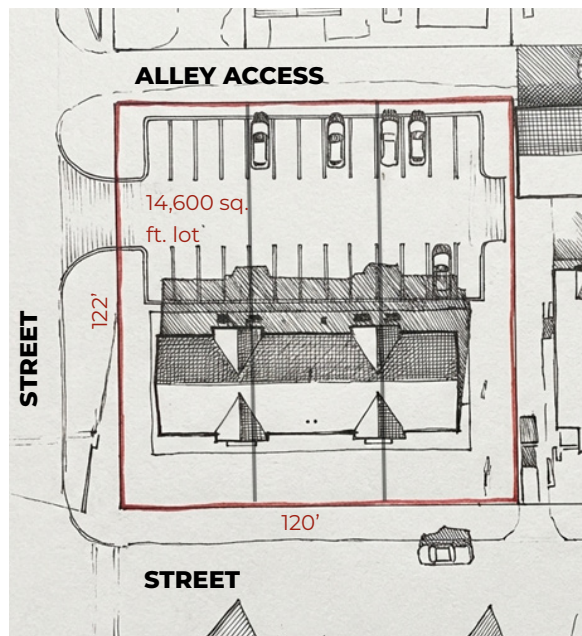 ALLEY ACCESS
14,600 sq.
ft. lot
122'
STREET
120'
STREET